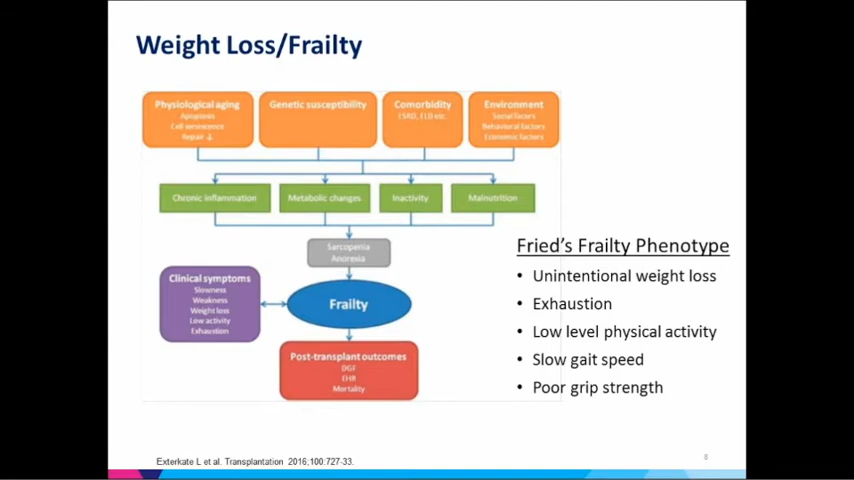 Weight Loss/Frailty
Physiological aging
Apoptosis
Cell senescence
Repair ↓
Genetic susceptibility
Comorbidity
ESRD, ELD etc.
Environment
Social factors
Behavioral factors
Economic factors
Chronic inflammation
Metabolic changes
Inactivity
Malnutrition
Sarcopenia
Anorexia
Clinical symptoms
Slowness
Weakness
Weight loss
Low activity
Exhaustion
Frailty
Post-transplant outcomes
DGF
EHR
Mortality
Fried's Frailty Phenotype
• Unintentional weight loss
• Exhaustion
• Low level physical activity
• Slow gait speed
• Poor grip strength
Exterkate L et al. Transplantation 2016;100:727-33.
8